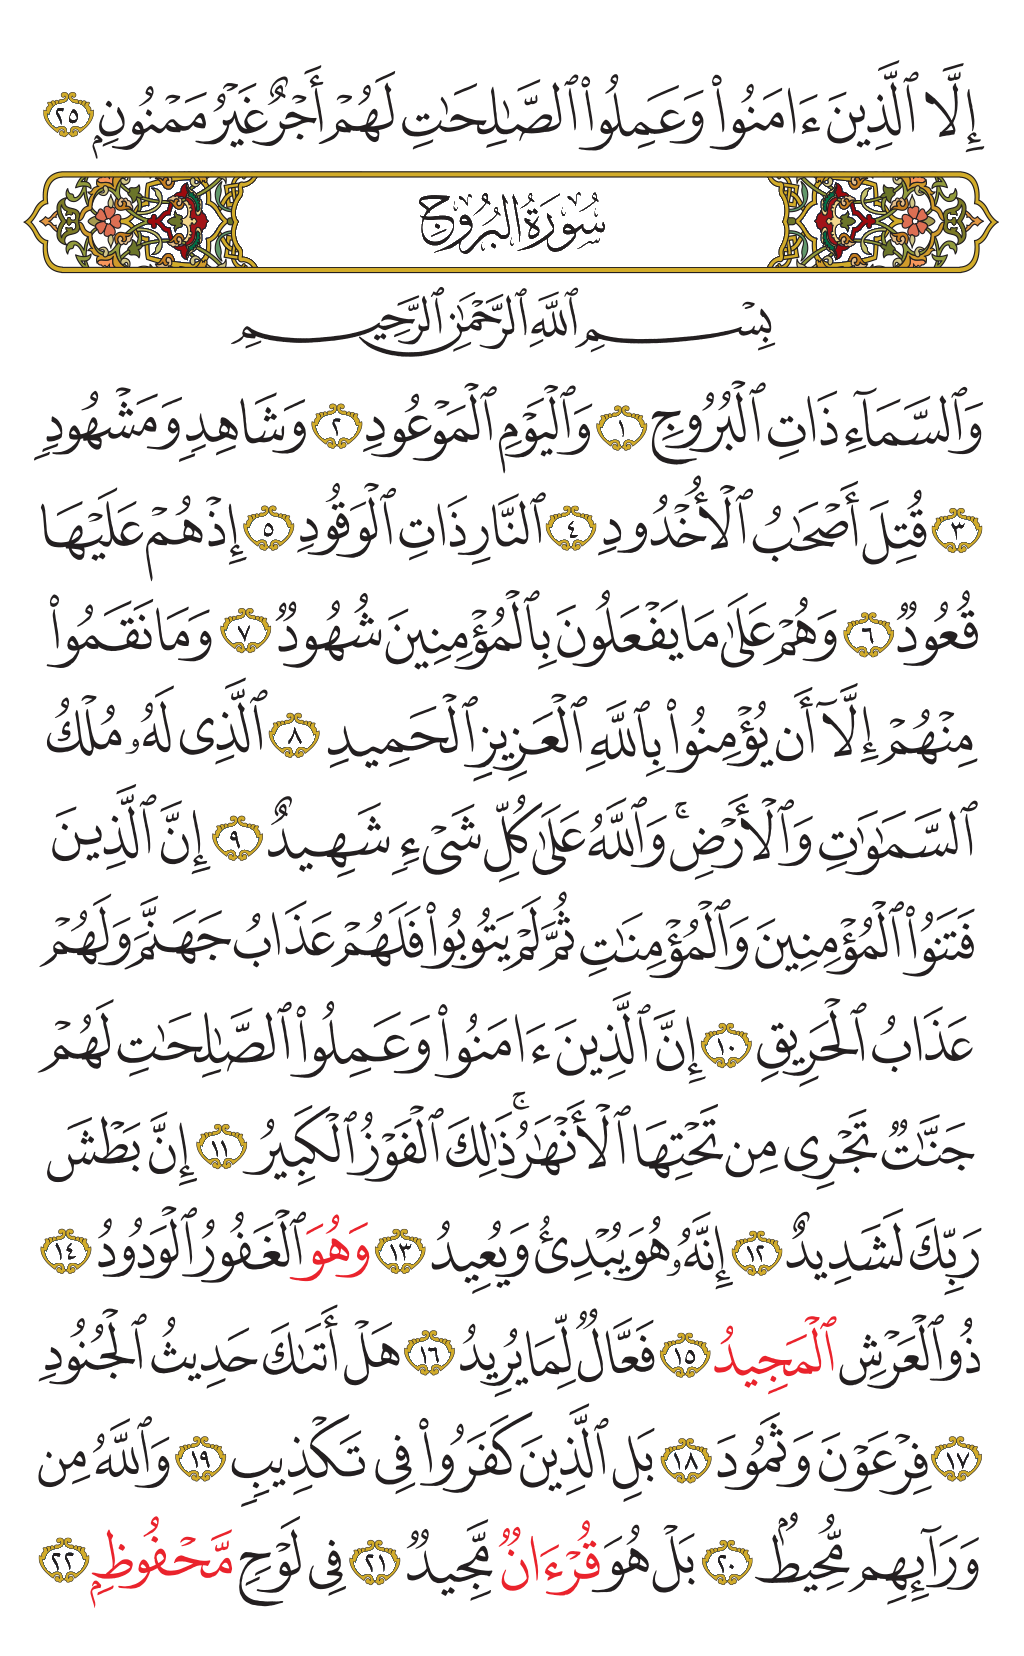 إِلَّا ٱلَّذِينَ ءَامَنُوا۟ وَعَمِلُوا۟ ٱلصَّـٰلِحَـٰتِ لَهُمْ أَجْرٌ غَيْرُ مَمْنُونٍۭ ٢٥
سُورَةُ البُرُوجِ
بِسْمِ ٱللَّهِ ٱلرَّحْمَـٰنِ ٱلرَّحِيمِ
وَٱلسَّمَآءِ ذَاتِ ٱلْبُرُوجِ ١ وَٱلْيَوْمِ ٱلْمَوْعُودِ ٢ وَشَاهِدٍ وَمَشْهُودٍ
٣ قُتِلَ أَصْحَـٰبُ ٱلْأُخْدُودِ ٤ ٱلنَّارِ ذَاتِ ٱلْوَقُودِ ٥ إِذْ هُمْ عَلَيْهَا
قُعُودٌ ٦ وَهُمْ عَلَىٰ مَا يَفْعَلُونَ بِٱلْمُؤْمِنِينَ شُهُودٌ ٧ وَمَا نَقَمُوا۟
مِنْهُمْ إِلَّآ أَن يُؤْمِنُوا۟ بِٱللَّهِ ٱلْعَزِيزِ ٱلْحَمِيدِ ٨ ٱلَّذِى لَهُۥ مُلْكُ
ٱلسَّمَـٰوَٰتِ وَٱلْأَرْضِ ۚ وَٱللَّهُ عَلَىٰ كُلِّ شَىْءٍ شَهِيدٌ ٩ إِنَّ ٱلَّذِينَ
فَتَنُوا۟ ٱلْمُؤْمِنِينَ وَٱلْمُؤْمِنَـٰتِ ثُمَّ لَمْ يَتُوبُوا۟ فَلَهُمْ عَذَابُ جَهَنَّمَ وَلَهُمْ
عَذَابُ ٱلْحَرِيقِ ١٠ إِنَّ ٱلَّذِينَ ءَامَنُوا۟ وَعَمِلُوا۟ ٱلصَّـٰلِحَـٰتِ لَهُمْ
جَنَّـٰتٌ تَجْرِى مِن تَحْتِهَا ٱلْأَنْهَـٰرُ ۚ ذَٰلِكَ ٱلْفَوْزُ ٱلْكَبِيرُ ١١ إِنَّ بَطْشَ
رَبِّكَ لَشَدِيدٌ ١٢ إِنَّهُۥ هُوَ يُبْدِئُ وَيُعِيدُ ١٣ وَهُوَ ٱلْغَفُورُ ٱلْوَدُودُ ١٤
ذُو ٱلْعَرْشِ ٱلْمَجِيدُ ١٥ فَعَّالٌ لِّمَا يُرِيدُ ١٦ هَلْ أَتَىٰكَ حَدِيثُ ٱلْجُنُودِ
١٧ فِرْعَوْنَ وَثَمُودَ ١٨ بَلِ ٱلَّذِينَ كَفَرُوا۟ فِى تَكْذِيبٍ ١٩ وَٱللَّهُ مِن
وَرَآئِهِم مُّحِيطٌۢ ٢٠ بَلْ هُوَ قُرْءَانٌ مَّجِيدٌ ٢١ فِى لَوْحٍ مَّحْفُوظٍۭ ٢٢